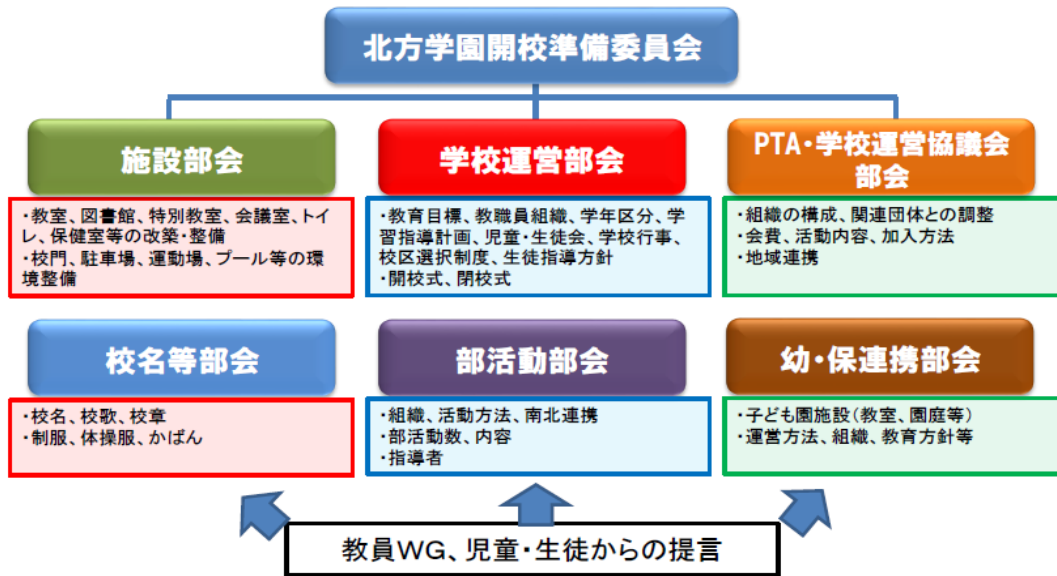 北方学園開校準備委員会
施設部会
・教室、図書館、特別教室、会議室、トイ
レ、保健室等の改築・整備
・校門、駐車場、運動場、プール等の環
境整備
学校運営部会
・教育目標、教職員組織、学年区分、学
習指導計画、児童・生徒会、学校行事、
校区選択制度、生徒指導方針
・開校式、閉校式
PTA・学校運営協議会
部会
・組織の構成、関連団体との調整
・会費、活動内容、加入方法
・地域連携
校名等部会
・校名、校歌、校章
・制服、体操服、かばん
部活動部会
・組織、活動方法、南北連携
・部活動数、内容
・指導者
幼・保連携部会
・子ども園施設(教室、園庭等)
・運営方法、組織、教育方針等
教員WG、児童・生徒からの提言